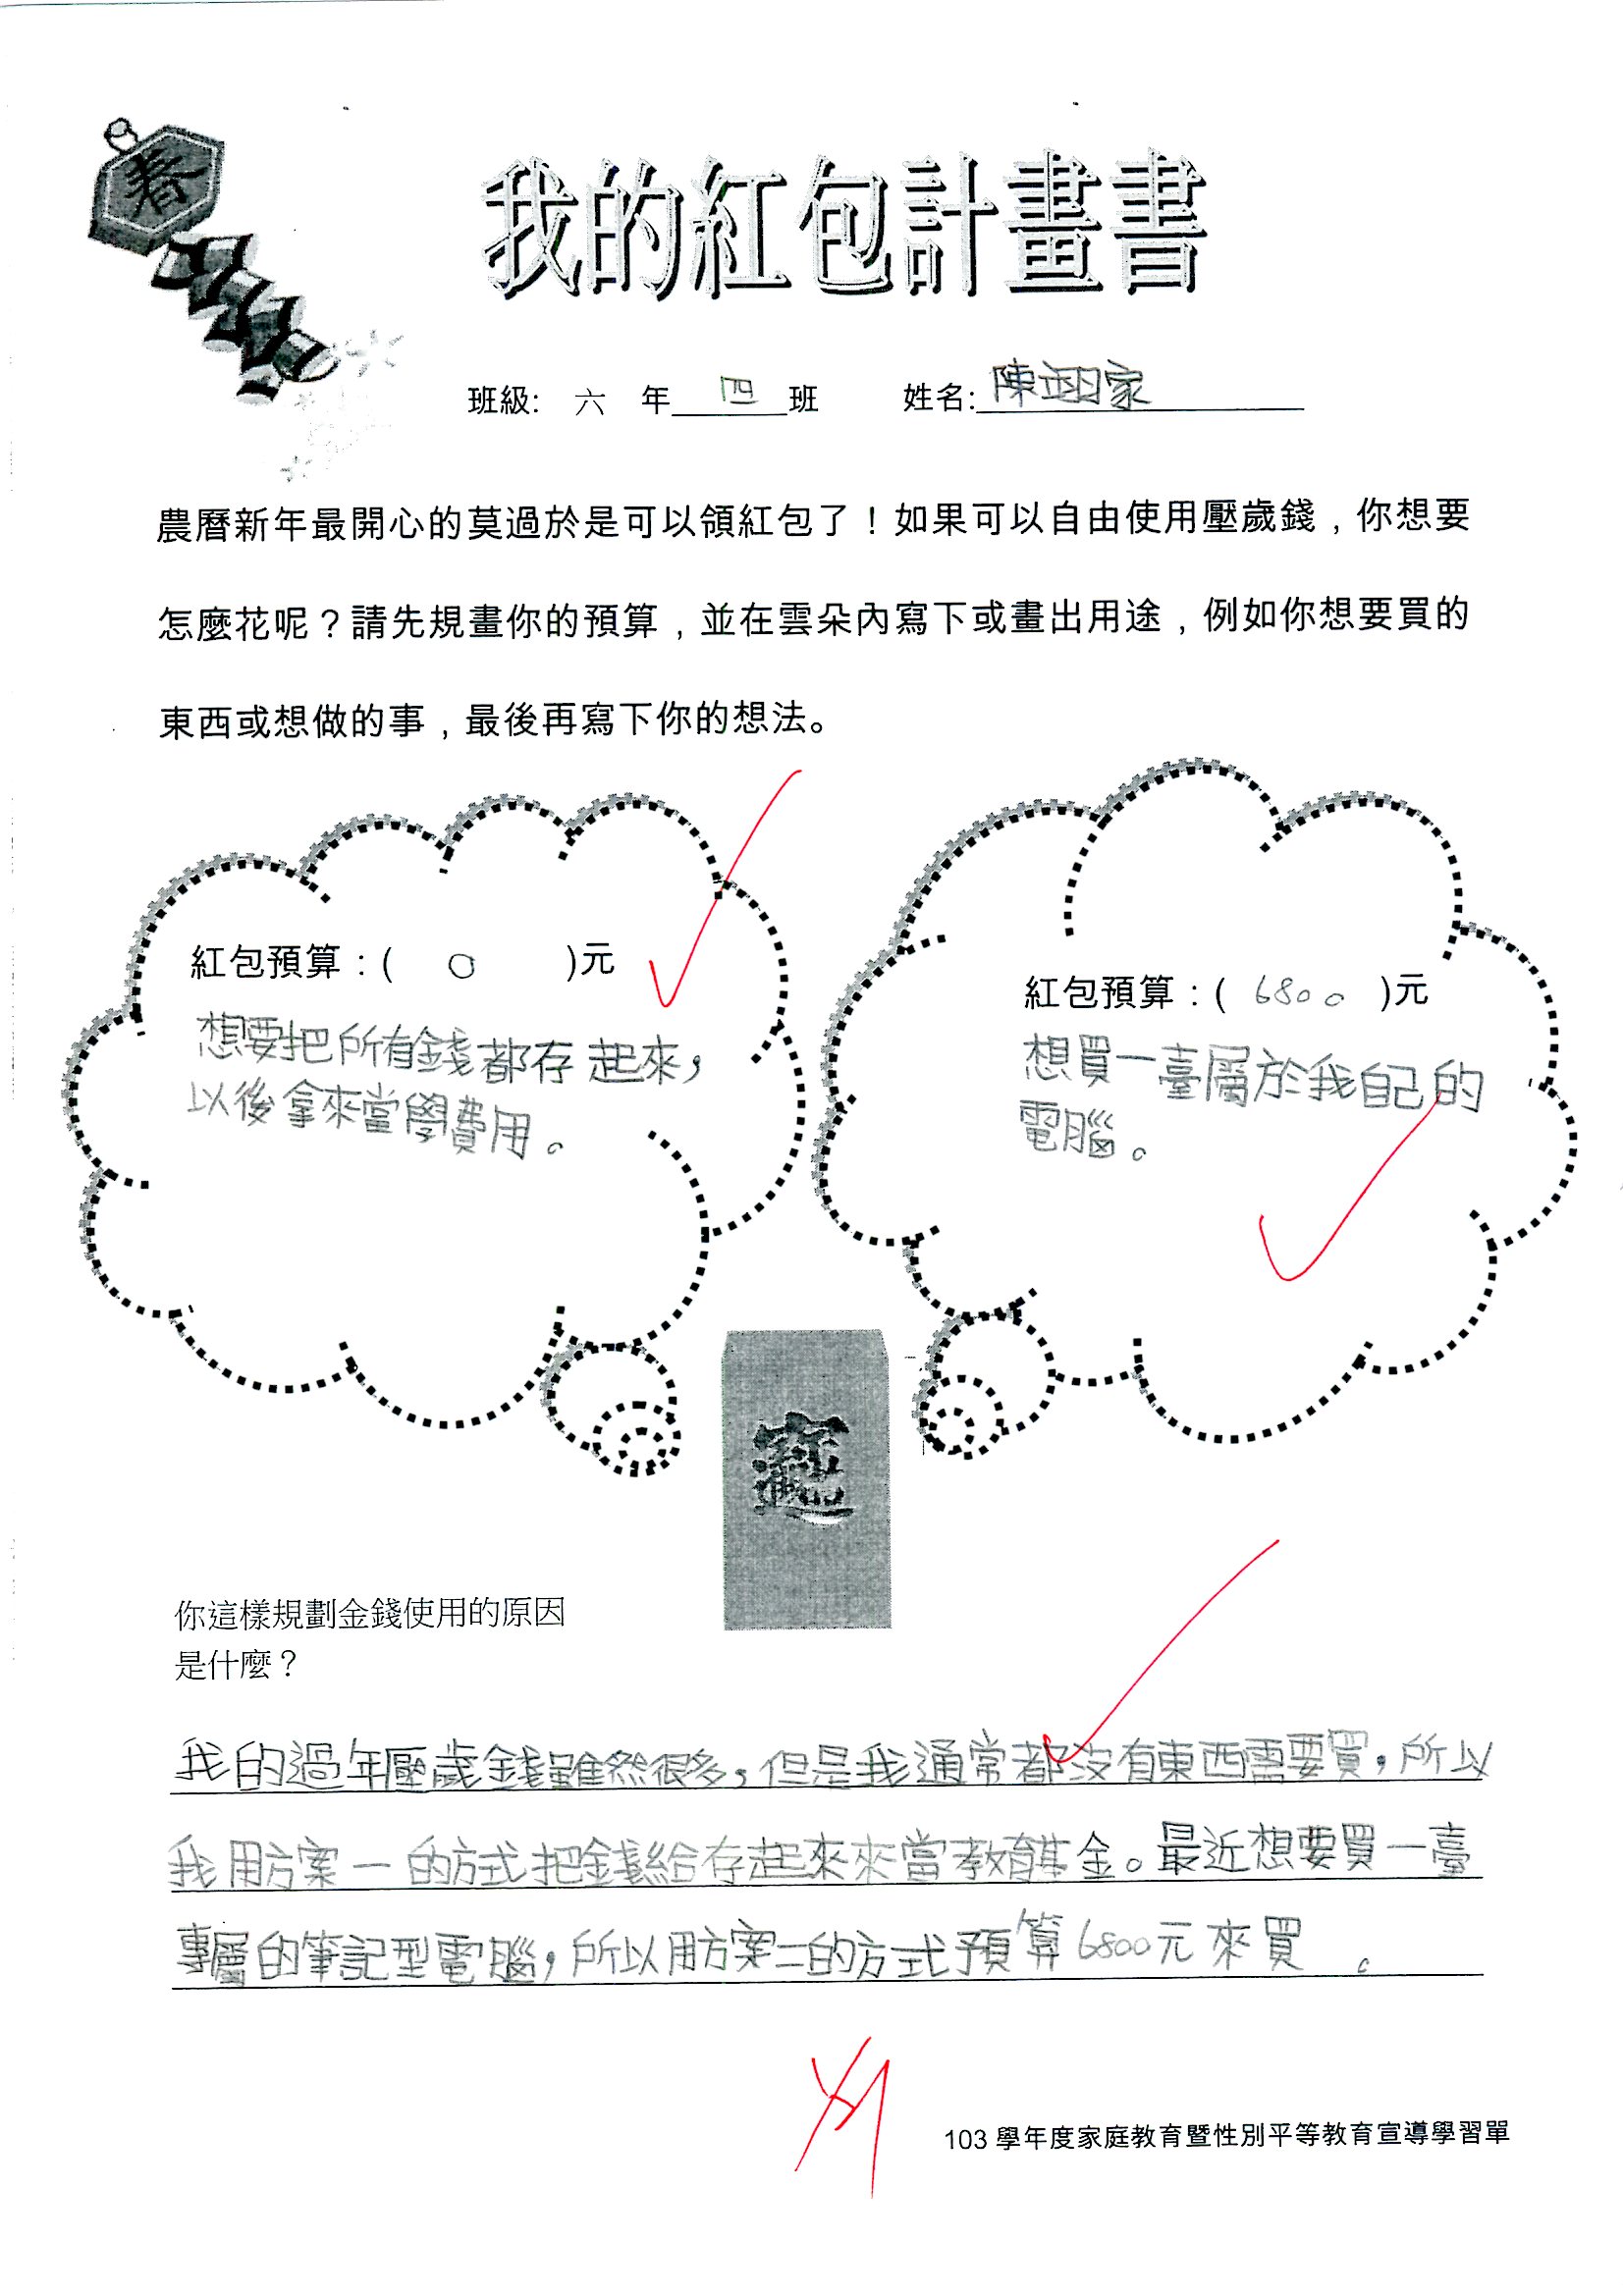 春
我的紅包計畫書
班級: 六 年 四 班 姓名: 陳翊家
農曆新年最開心的莫過於是可以領紅包了！如果可以自由使用壓歲錢，你想要
怎麼花呢？請先規畫你的預算，並在雲朵內寫下或畫出用途，例如你想要買的
東西或想做的事，最後再寫下你的想法。
紅包預算：( 0 )元
想要把所有錢都存起來，
以後拿來當學費用。
紅包預算：( 6800 )元
想買一臺屬於我自己的
電腦。
你這樣規劃金錢使用的原因
是什麼？
我的過年壓歲錢雖然很多，但是我通常都沒有東西需要買，所以
我用方案一的方式把錢給存起來來當教育基金。最近想要買一臺
專屬的筆記型電腦，所以用方案二的方式預算6800元來買。
103 學年度家庭教育暨性別平等教育宣導學習單